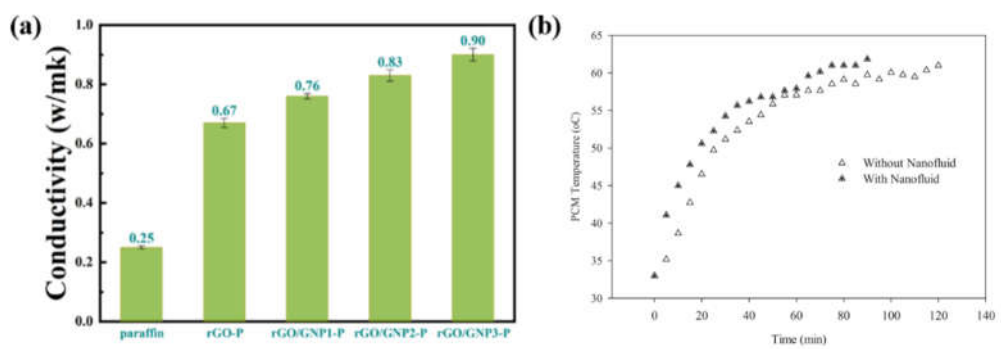 (a)
Conductivity (w/mk)
1.0
0.8
0.6
0.4
0.2
0.0
0.25
0.67
0.76
0.83
0.90
paraffin
rGO-P
rGO/GNP1-P
rGO/GNP2-P
rGO/GNP3-P
(b)
PCM Temperature (oC)
65
60
55
50
45
40
35
30
Without Nanofluid
With Nanofluid
0
20
40
60
80
100
120
140
Time (min)